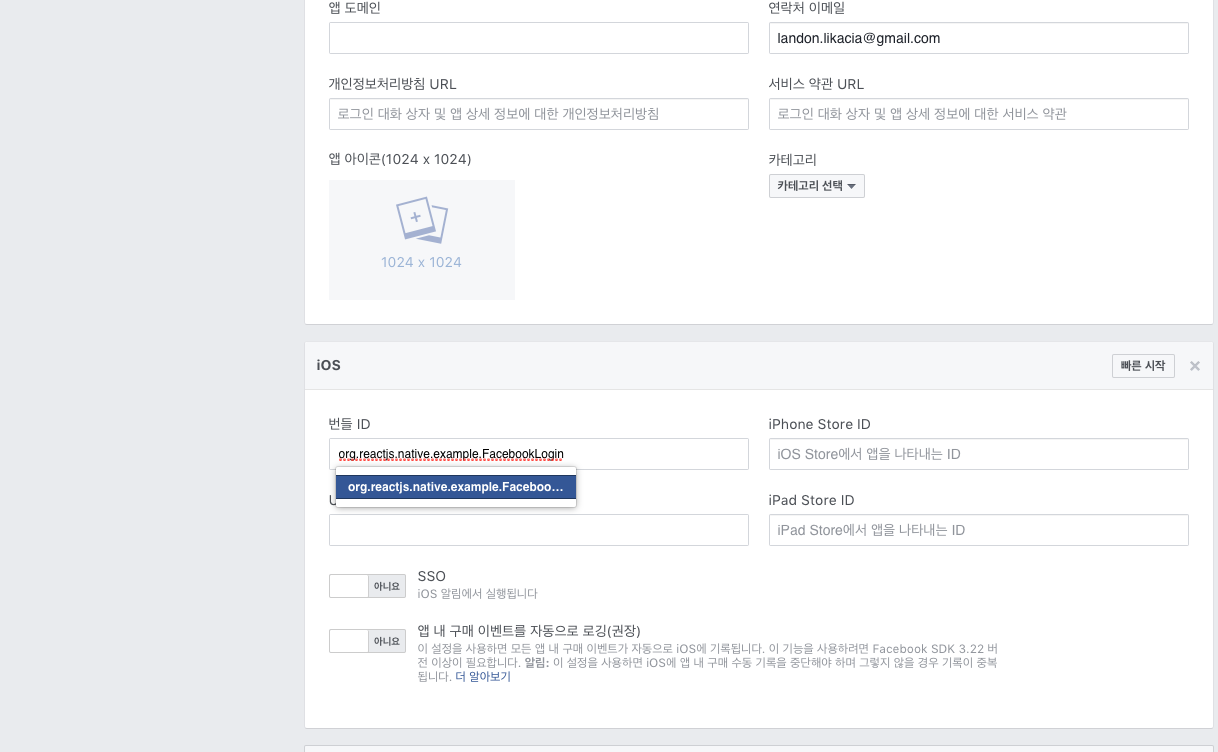 앱 도메인
연락처 이메일
landon.likacia@gmail.com
개인정보처리방침 URL
서비스 약관 URL
로그인 대화 상자 및 앱 상세 정보에 대한 개인정보처리방침
로그인 대화 상자 및 앱 상세 정보에 대한 서비스 약관
앱 아이콘(1024 x 1024)
카테고리
카테고리 선택
1024 x 1024
iOS
빠른 시작
번들 ID
iPhone Store ID
org.reactjs.native.example.FacebookLogin
iOS Store에서 앱을 나타내는 ID
org.reactjs.native.example.Faceboo...
iPad Store ID
iPad Store에서 앱을 나타내는 ID
아니요
SSO
iOS 알림에서 실행됩니다
아니요
앱 내 구매 이벤트를 자동으로 로깅(권장)
이 설정을 사용하면 모든 앱 내 구매 이벤트가 자동으로 iOS에 기록됩니다. 이 기능을 사용하려면 Facebook SDK 3.22 버
전 이상이 필요합니다. 알림: 이 설정을 사용하면 iOS에 앱 내 구매 수동 기록을 중단해야 하며 그렇지 않을 경우 기록이 중복
됩니다. 더 알아보기